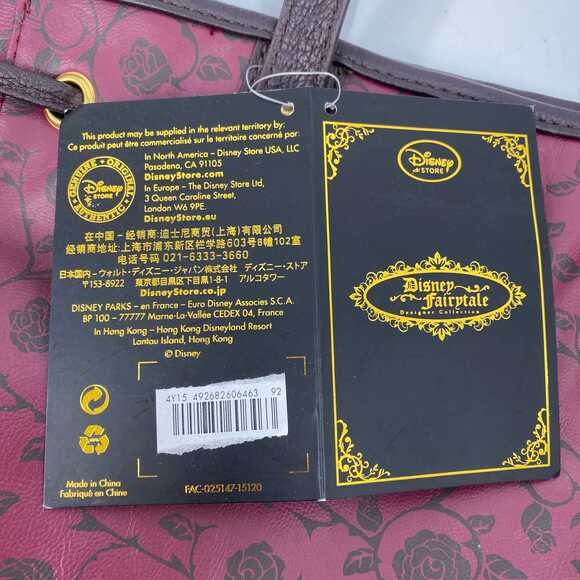 This product may be supplied in the relevant territory by:
Ce produit peut être commercialisé sur le territoire concerné par:
GENUINE • ORIGINAL
AUTHENTIC
Disney
STORE
In North America – Disney Store USA, LLC
Pasadena, CA 91105
DisneyStore.com
In Europe – The Disney Store Ltd,
3 Queen Caroline Street,
London W6 9PE.
DisneyStore.eu
在中国 - 经销商:迪士尼商贸(上海)有限公司
经销商地址:上海市浦东新区栏学路603号8幢102室
电话: 021-6333-3660
日本国内・ウォルト・ディズニー・ジャパン株式会社 ディズニー・ストア
〒153-8922 東京都目黒区下目黒1-8-1 アルコタワー
DisneyStore.co.jp
DISNEY PARKS – en France – Euro Disney Associes S.C.A.
BP 100 – 77777 Marne-La-Vallée CEDEX 04, France
In Hong Kong – Hong Kong Disneyland Resort
Lantau Island, Hong Kong
© Disney
4Y15 492682606463 92
Made in China
Fabriqué en Chine
FAC-025147-15120
Disney
STORE
Disney
Fairytale
Designer Collection